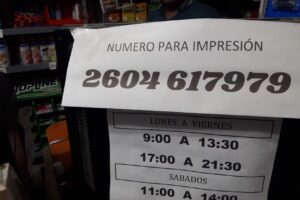 NUMERO PARA IMPRESIÓN
2604 617979
LUNES A VIERNES
9:00 A 13:30
17:00 A 21:30
SABADOS
11:00 A 14:00